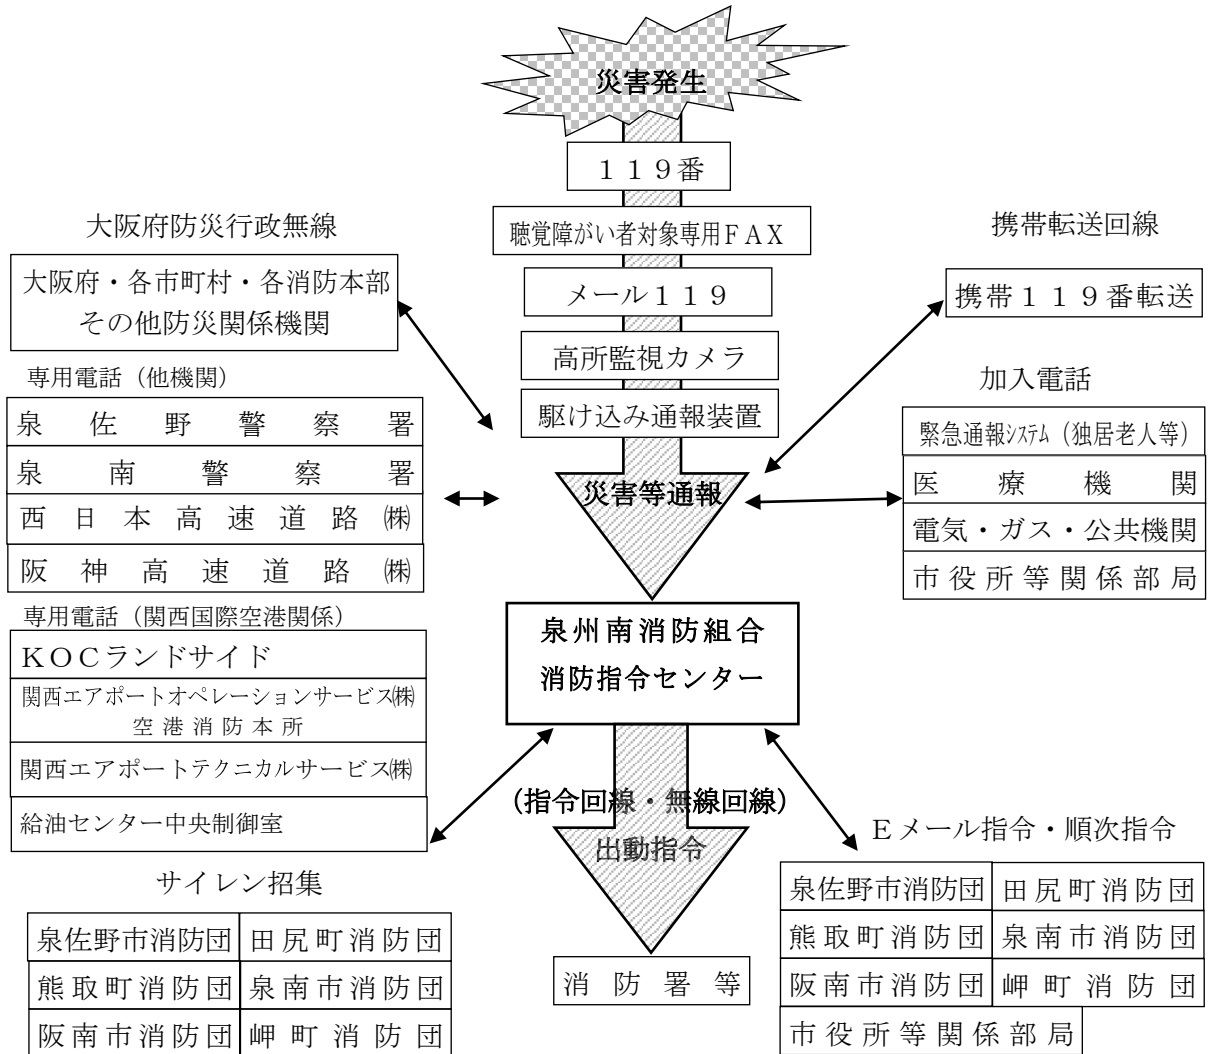 災害発生
119番
聴覚障がい者対象専用FAX
メール119
高所監視カメラ
駆け込み通報装置
災害等通報
大阪府防災行政無線
大阪府・各市町村・各消防本部
その他防災関係機関
専用電話（他機関）
泉佐野警察署
泉南警察署
西日本高速道路㈱
阪神高速道路㈱
専用電話（関西国際空港関係）
KOCランドサイド
関西エアポートオペレーションサービス㈱
空港消防本所
関西エアポートテクニカルサービス㈱
給油センター中央制御室
携帯転送回線
携帯119番転送
加入電話
緊急通報システム（独居老人等）
医療機関
電気・ガス・公共機関
市役所等関係部局
泉州南消防組合
消防指令センター
（指令回線・無線回線）
出動指令
消防署等
サイレン招集
泉佐野市消防団 田尻町消防団
熊取町消防団 泉南市消防団
阪南市消防団 岬町消防団
Eメール指令・順次指令
泉佐野市消防団 田尻町消防団
熊取町消防団 泉南市消防団
阪南市消防団 岬町消防団
市役所等関係部局